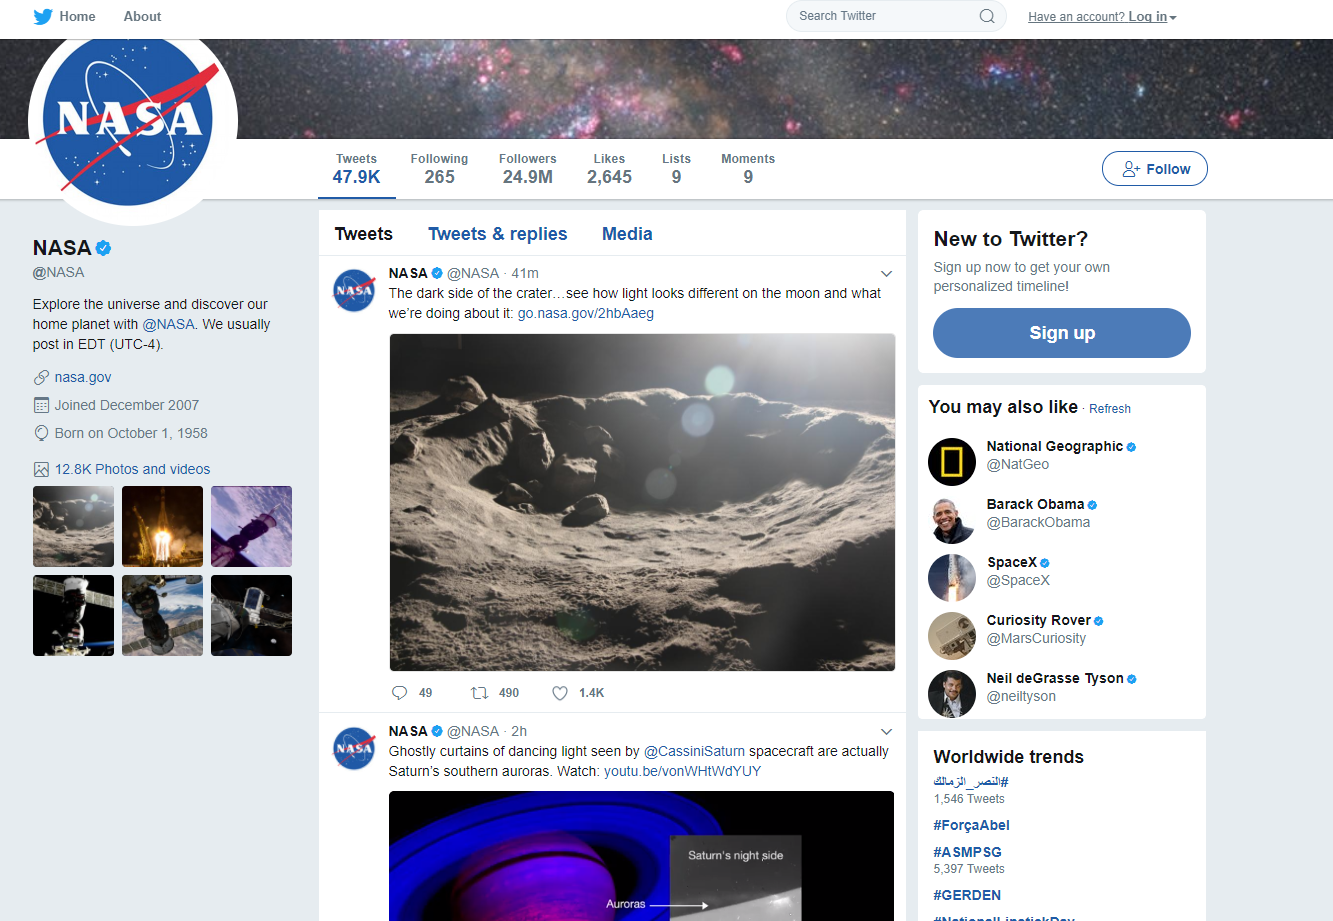 Home
About
Search Twitter
Have an account? Log in
NASA
Tweets
47.9K
Following
265
Followers
24.9M
Likes
2,645
Lists
9
Moments
9
Follow
NASA
@NASA
Explore the universe and discover our
home planet with @NASA. We usually
post in EDT (UTC-4).
nasa.gov
Joined December 2007
Born on October 1, 1958
12.8K Photos and videos
Tweets
Tweets & replies
Media
NASA
NASA @NASA · 41m
The dark side of the crater…see how light looks different on the moon and what
we’re doing about it: go.nasa.gov/2hbAaeg
49
490
1.4K
NASA
NASA @NASA · 2h
Ghostly curtains of dancing light seen by @CassiniSaturn spacecraft are actually
Saturn’s southern auroras. Watch: youtu.be/vonWHtWdYUY
Saturn's night side
Auroras
New to Twitter?
Sign up now to get your own
personalized timeline!
Sign up
You may also like · Refresh
National Geographic
@NatGeo
Barack Obama
@BarackObama
SpaceX
@SpaceX
Curiosity Rover
@MarsCuriosity
Neil deGrasse Tyson
@neiltyson
Worldwide trends
#النصر_الزمالك
1,546 Tweets
#ForçaAbel
#ASMPSG
5,397 Tweets
#GERDEN
#NationalLipstickDay